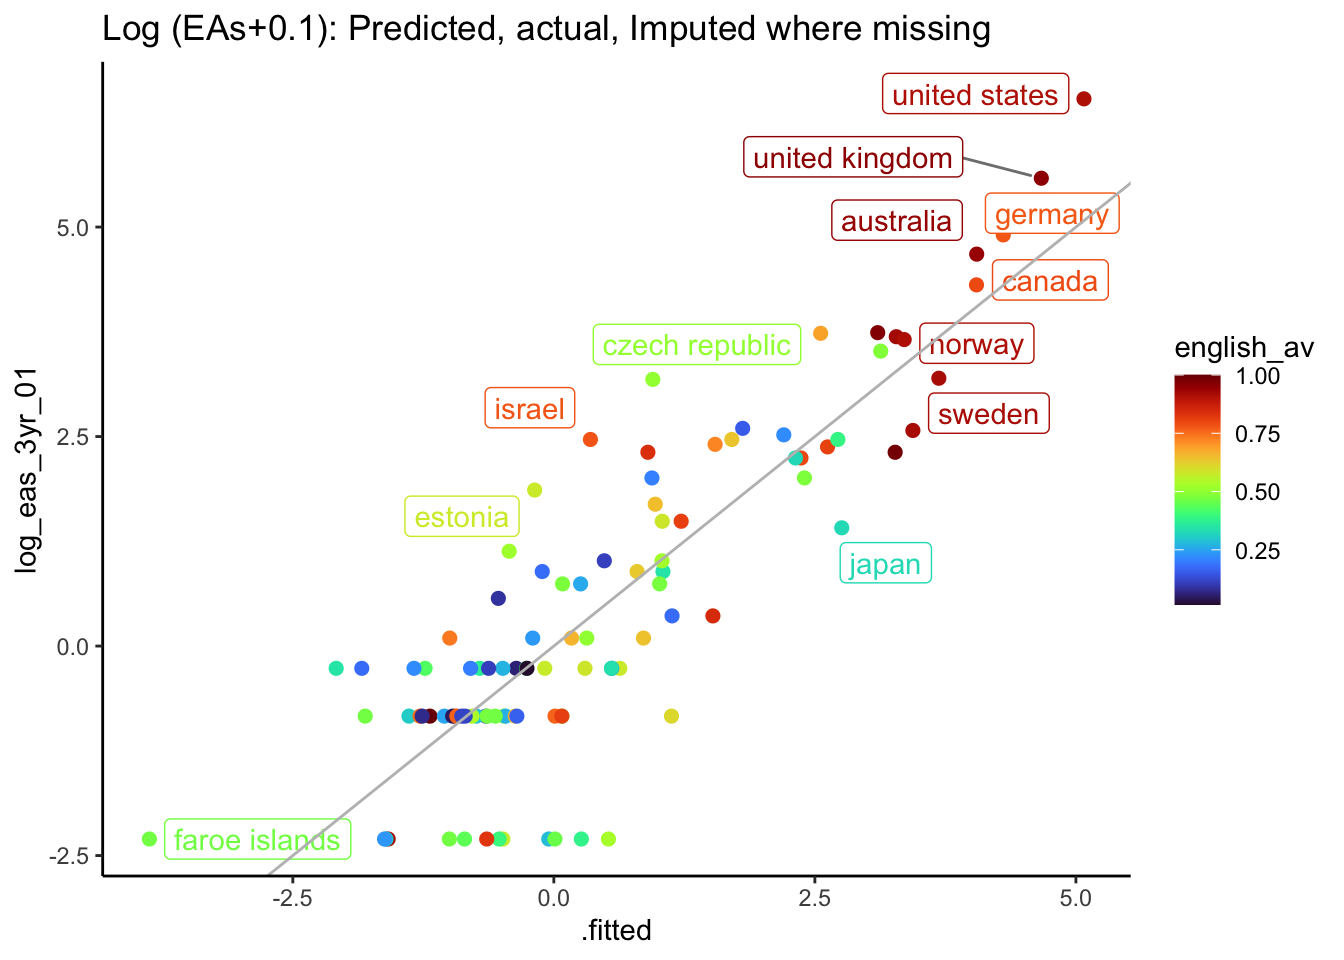 Log (EAs+0.1): Predicted, actual, Imputed where missing
united states
united kingdom
germany
australia
5.0
canada
czech republic
norway
english_av
1.00
israel
sweden
0.75
2.5
log_eas_3yr_01
0.50
estonia
0.25
japan
0.0
faroe islands
-2.5
-2.5
0.0
2.5
5.0
.fitted